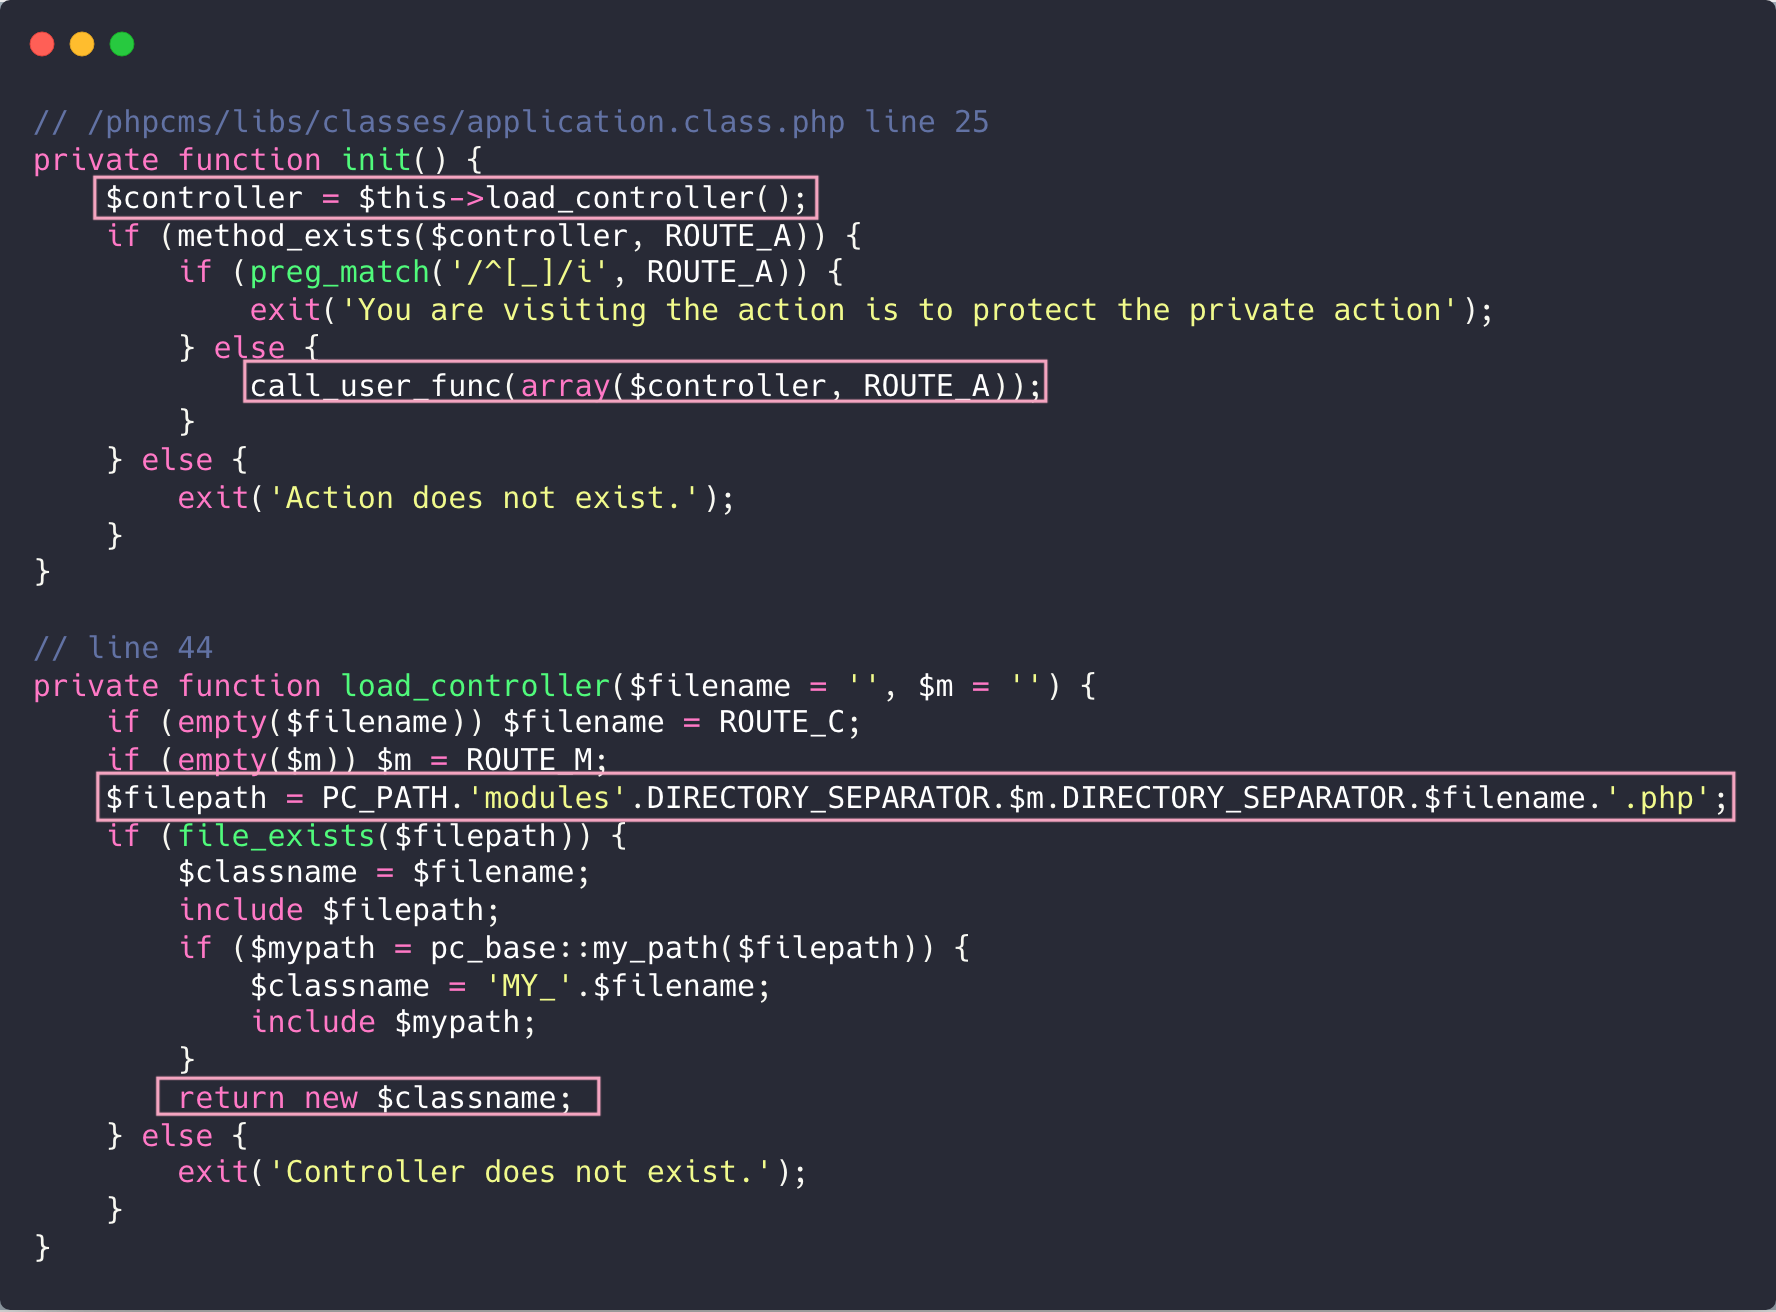 // /phpcms/libs/classes/application.class.php line 25
private function init() {
    $controller = $this->load_controller();
    if (method_exists($controller, ROUTE_A)) {
        if (preg_match('/^[_]/i', ROUTE_A)) {
            exit('You are visiting the action is to protect the private action');
        } else {
            call_user_func(array($controller, ROUTE_A));
        }
    } else {
        exit('Action does not exist.');
    }
}

// line 44
private function load_controller($filename = '', $m = '') {
    if (empty($filename)) $filename = ROUTE_C;
    if (empty($m)) $m = ROUTE_M;
    $filepath = PC_PATH.'modules'.DIRECTORY_SEPARATOR.$m.DIRECTORY_SEPARATOR.$filename.'.php';
    if (file_exists($filepath)) {
        $classname = $filename;
        include $filepath;
        if ($mypath = pc_base::my_path($filepath)) {
            $classname = 'MY_'.$filename;
            include $mypath;
        }
        return new $classname;
    } else {
        exit('Controller does not exist.');
    }
}